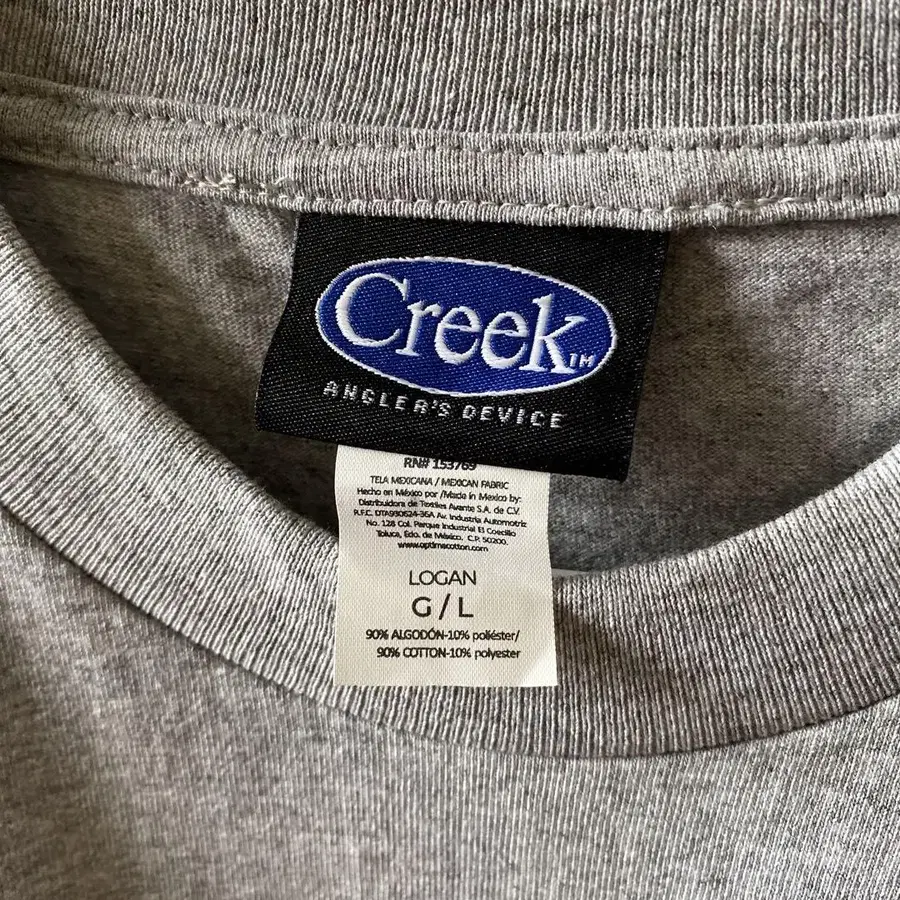 Creek
TM
ANGLER'S DEVICE
RN# 153769
TELA MEXICANA / MEXICAN FABRIC
Hecho en México por /Made in Mexico by:
Distribuidora de Textiles Avante S.A. de C.V.
R.F.C. DTA930624-36A Av. Industria Automotriz
No. 128 Col. Parque Industrial El Coecillo
Toluca, Edo. de México, C.P. 50200.
www.optimacotton.com
LOGAN
G / L
90% ALGODÓN-10% poliéster/
90% COTTON-10% polyester